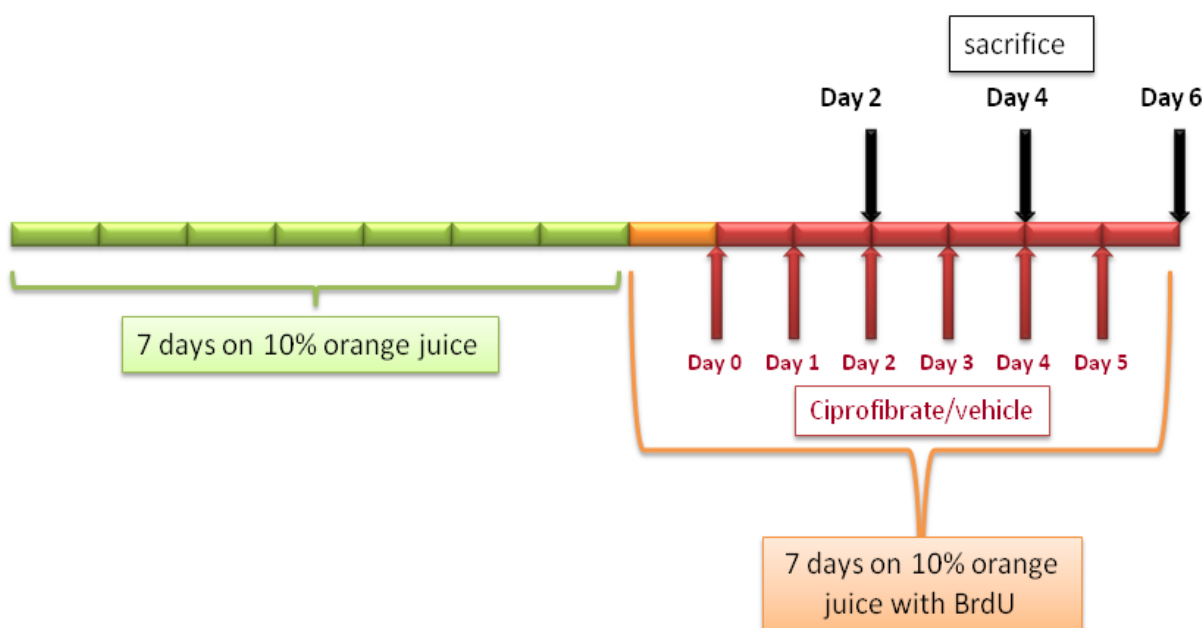 sacrifice
Day 2 Day 4 Day 6
7 days on 10% orange juice
Day 0 Day 1 Day 2 Day 3 Day 4 Day 5
Ciprofibrate/vehicle
7 days on 10% orange
juice with BrdU